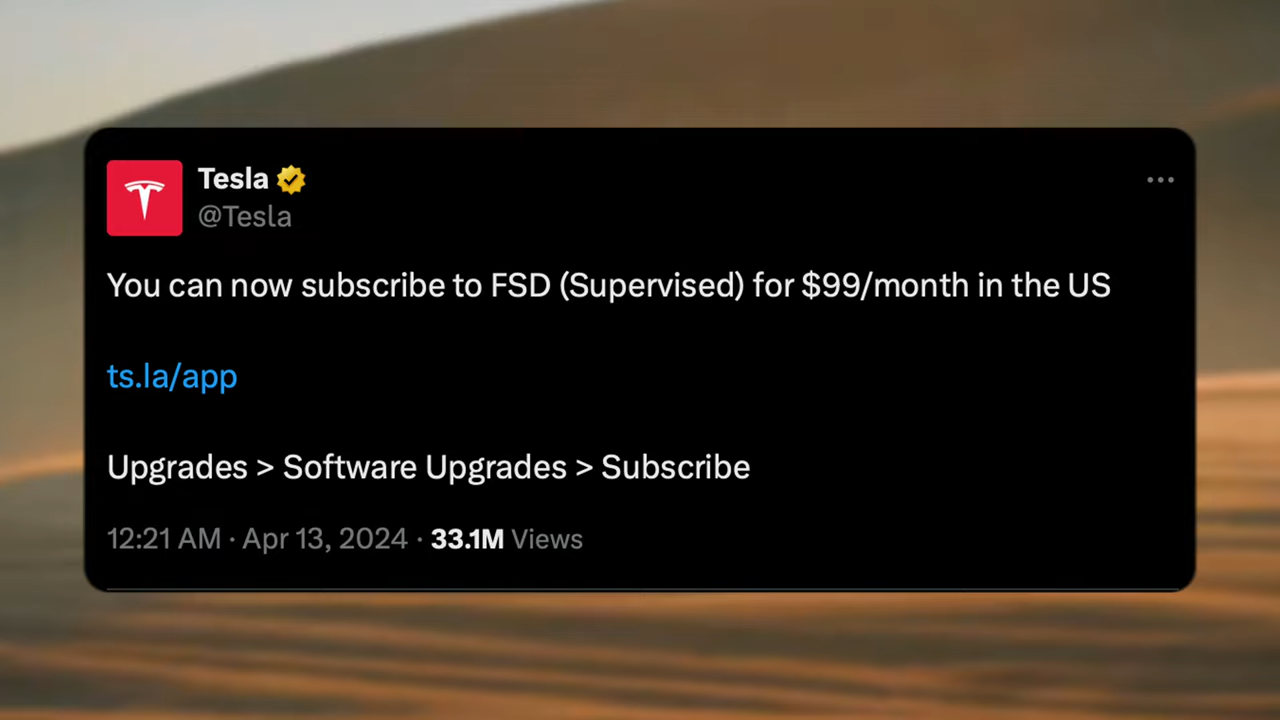 Tesla
@Tesla
You can now subscribe to FSD (Supervised) for $99/month in the US
ts.la/app
Upgrades > Software Upgrades > Subscribe
12:21 AM · Apr 13, 2024 · 33.1M Views